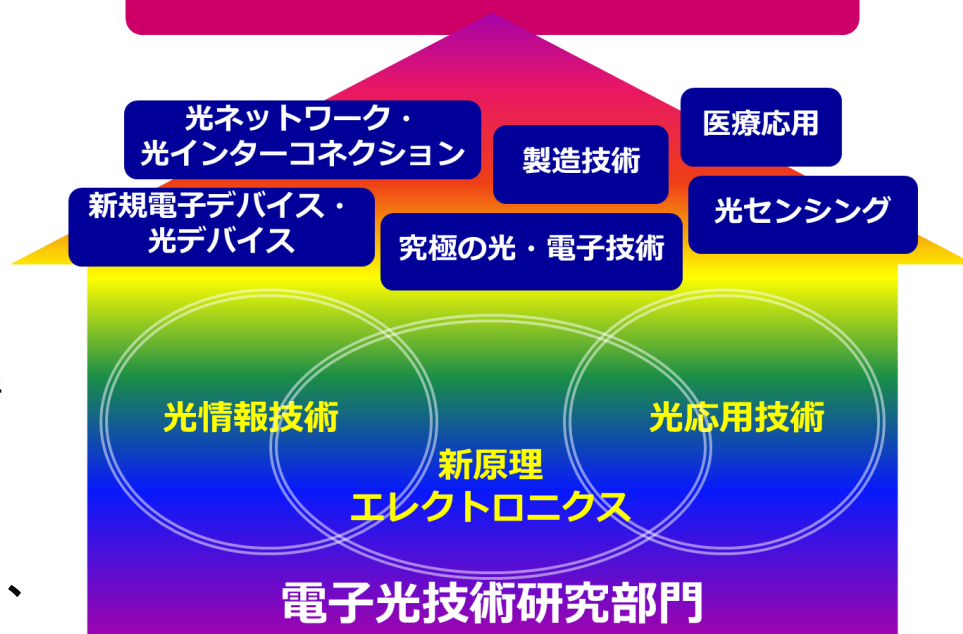 光ネットワーク・
光インターコネクション
医療応用
製造技術
新規電子デバイス・
光デバイス
光センシング
究極の光・電子技術
光情報技術
光応用技術
新原理
エレクトロニクス
、
電子光技術研究部門